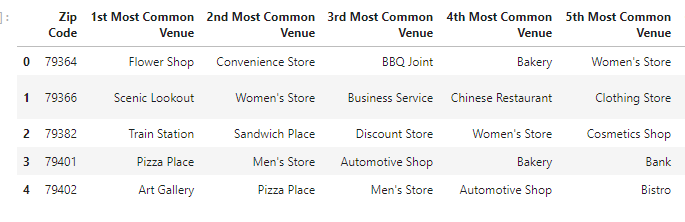 ]:
Zip 1st Most Common 2nd Most Common 3rd Most Common 4th Most Common 5th Most Common
Code Venue Venue Venue Venue Venue
0 79364 Flower Shop Convenience Store BBQ Joint Bakery Women's Store
1 79366 Scenic Lookout Women's Store Business Service Chinese Restaurant Clothing Store
2 79382 Train Station Sandwich Place Discount Store Women's Store Cosmetics Shop
3 79401 Pizza Place Men's Store Automotive Shop Bakery Bank
4 79402 Art Gallery Pizza Place Men's Store Automotive Shop Bistro